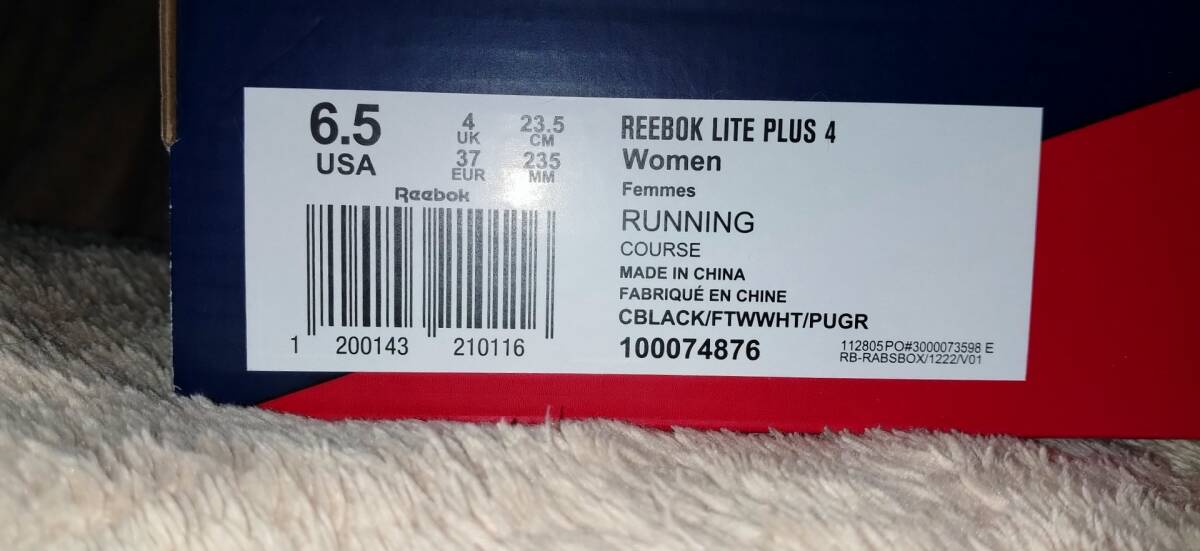 6.5
USA
4
UK
37
EUR
23.5
CM
235
MM
Reebok
1 200143 210116
REEBOK LITE PLUS 4
Women
Femmes
RUNNING
COURSE
MADE IN CHINA
FABRIQUÉ EN CHINE
CBLACK/FTWWHT/PUGR
100074876
112805PO#3000073598 E
RB-RABSBOX/1222/V01